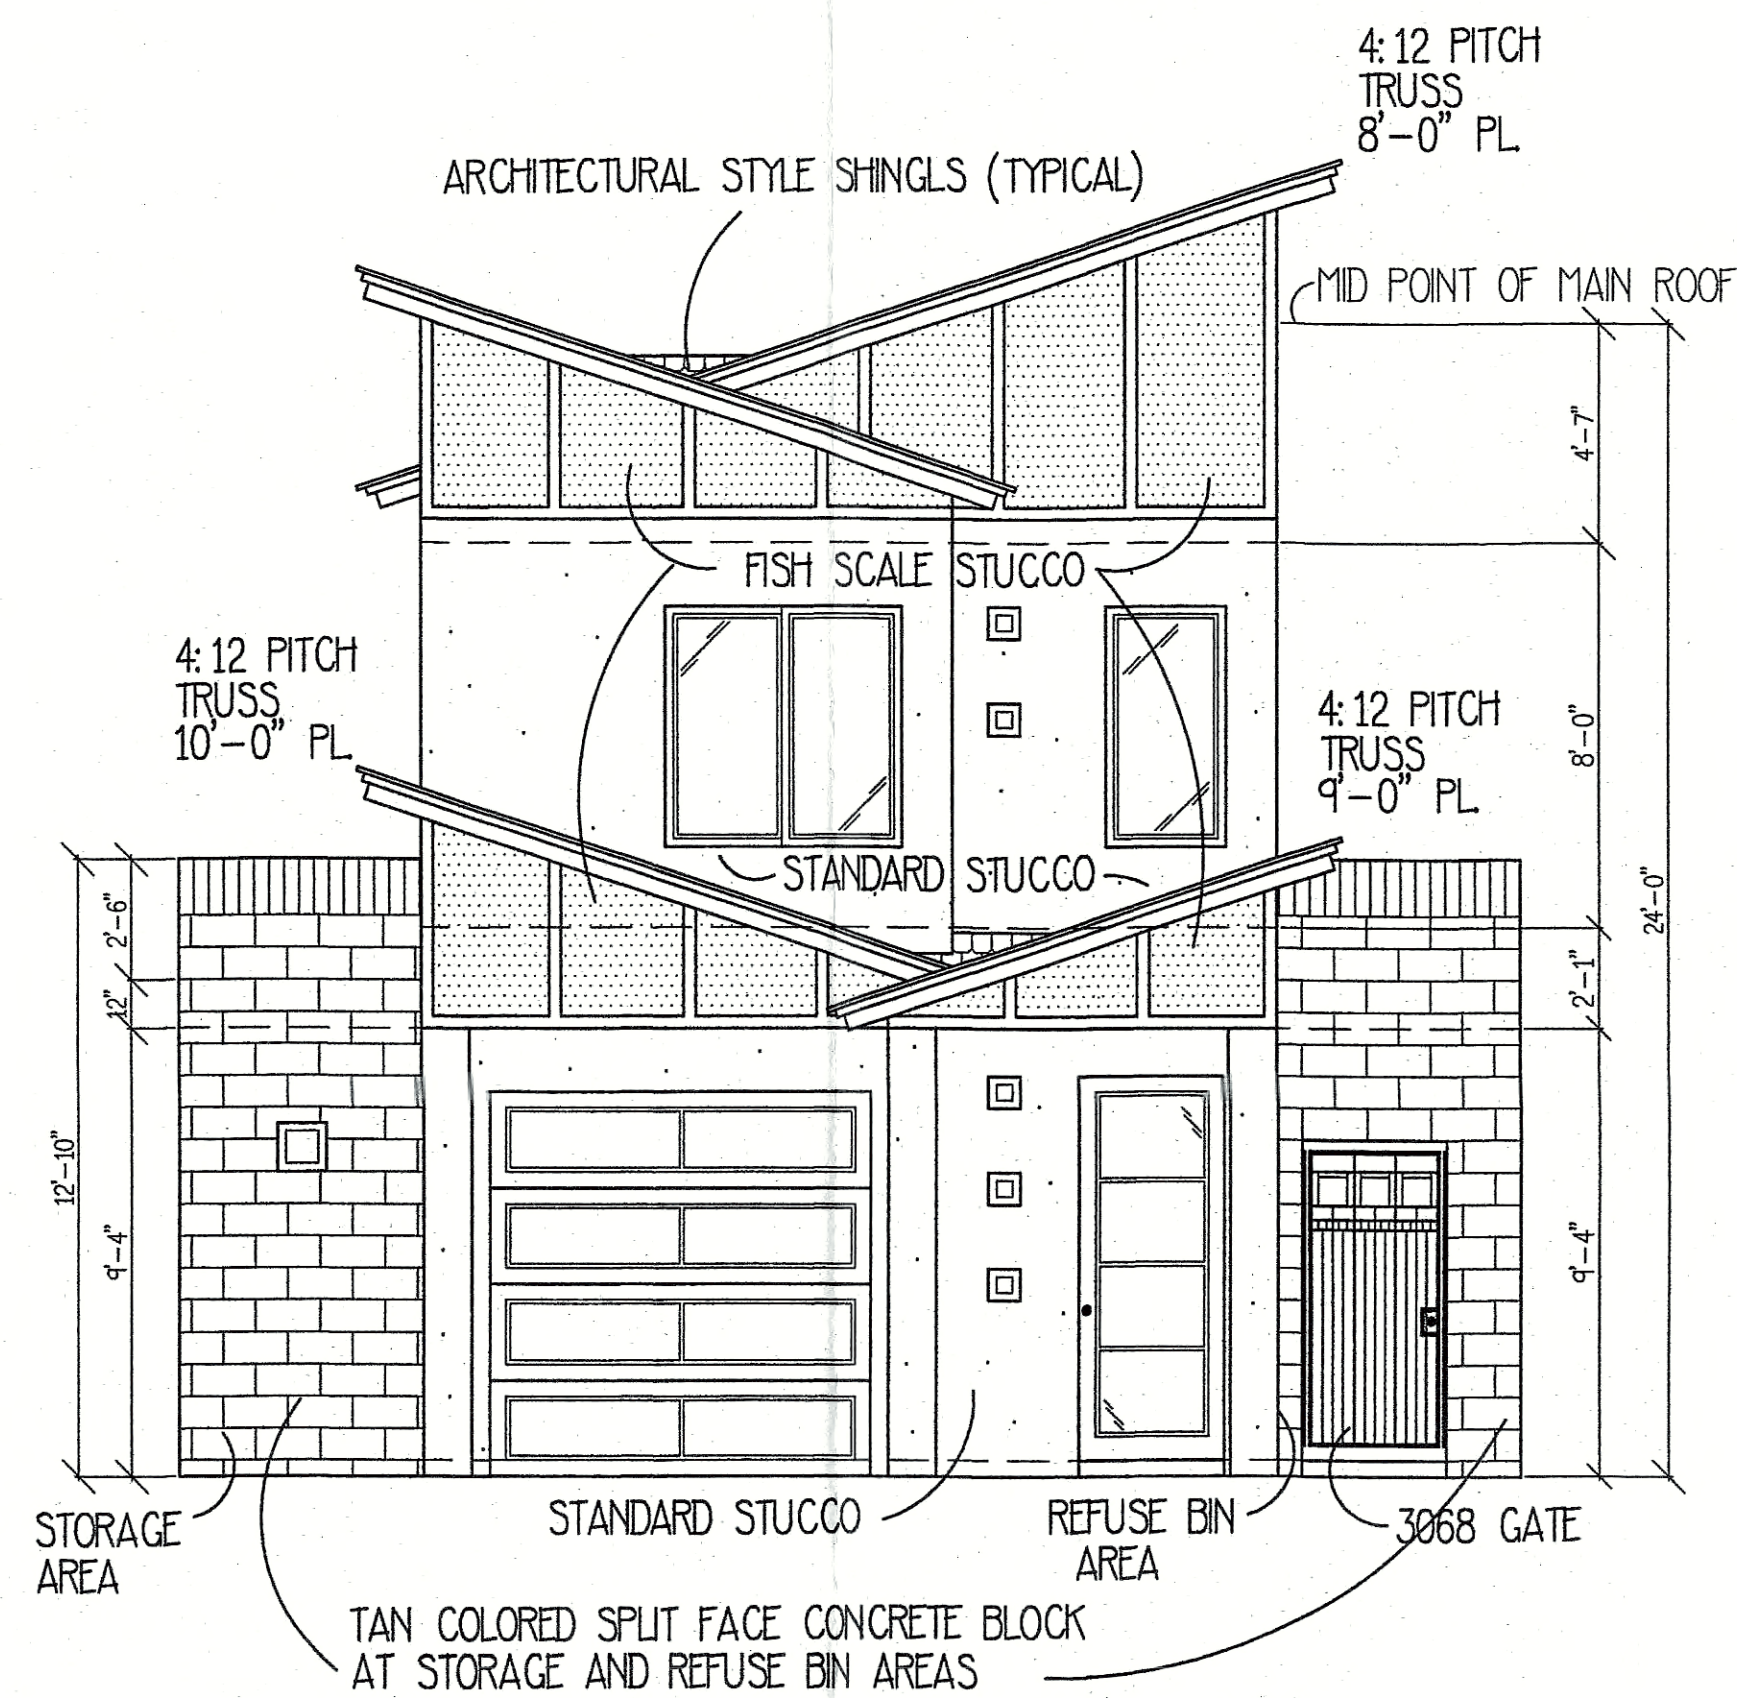 4:12 PITCH
TRUSS
8'-0" PL.
ARCHITECTURAL STYLE SHINGLS (TYPICAL)
MID POINT OF MAIN ROOF
4'-7"
FISH SCALE STUCCO
4:12 PITCH
TRUSS
10'-0" PL.
4:12 PITCH
TRUSS
9'-0" PL.
8'-0"
STANDARD STUCCO
24'-0"
2'-6"
12"
2'-1"
12'-10"
9'-4"
9'-4"
STORAGE
AREA
STANDARD STUCCO
REFUSE BIN
AREA
3068 GATE
TAN COLORED SPLIT FACE CONCRETE BLOCK
AT STORAGE AND REFUSE BIN AREAS